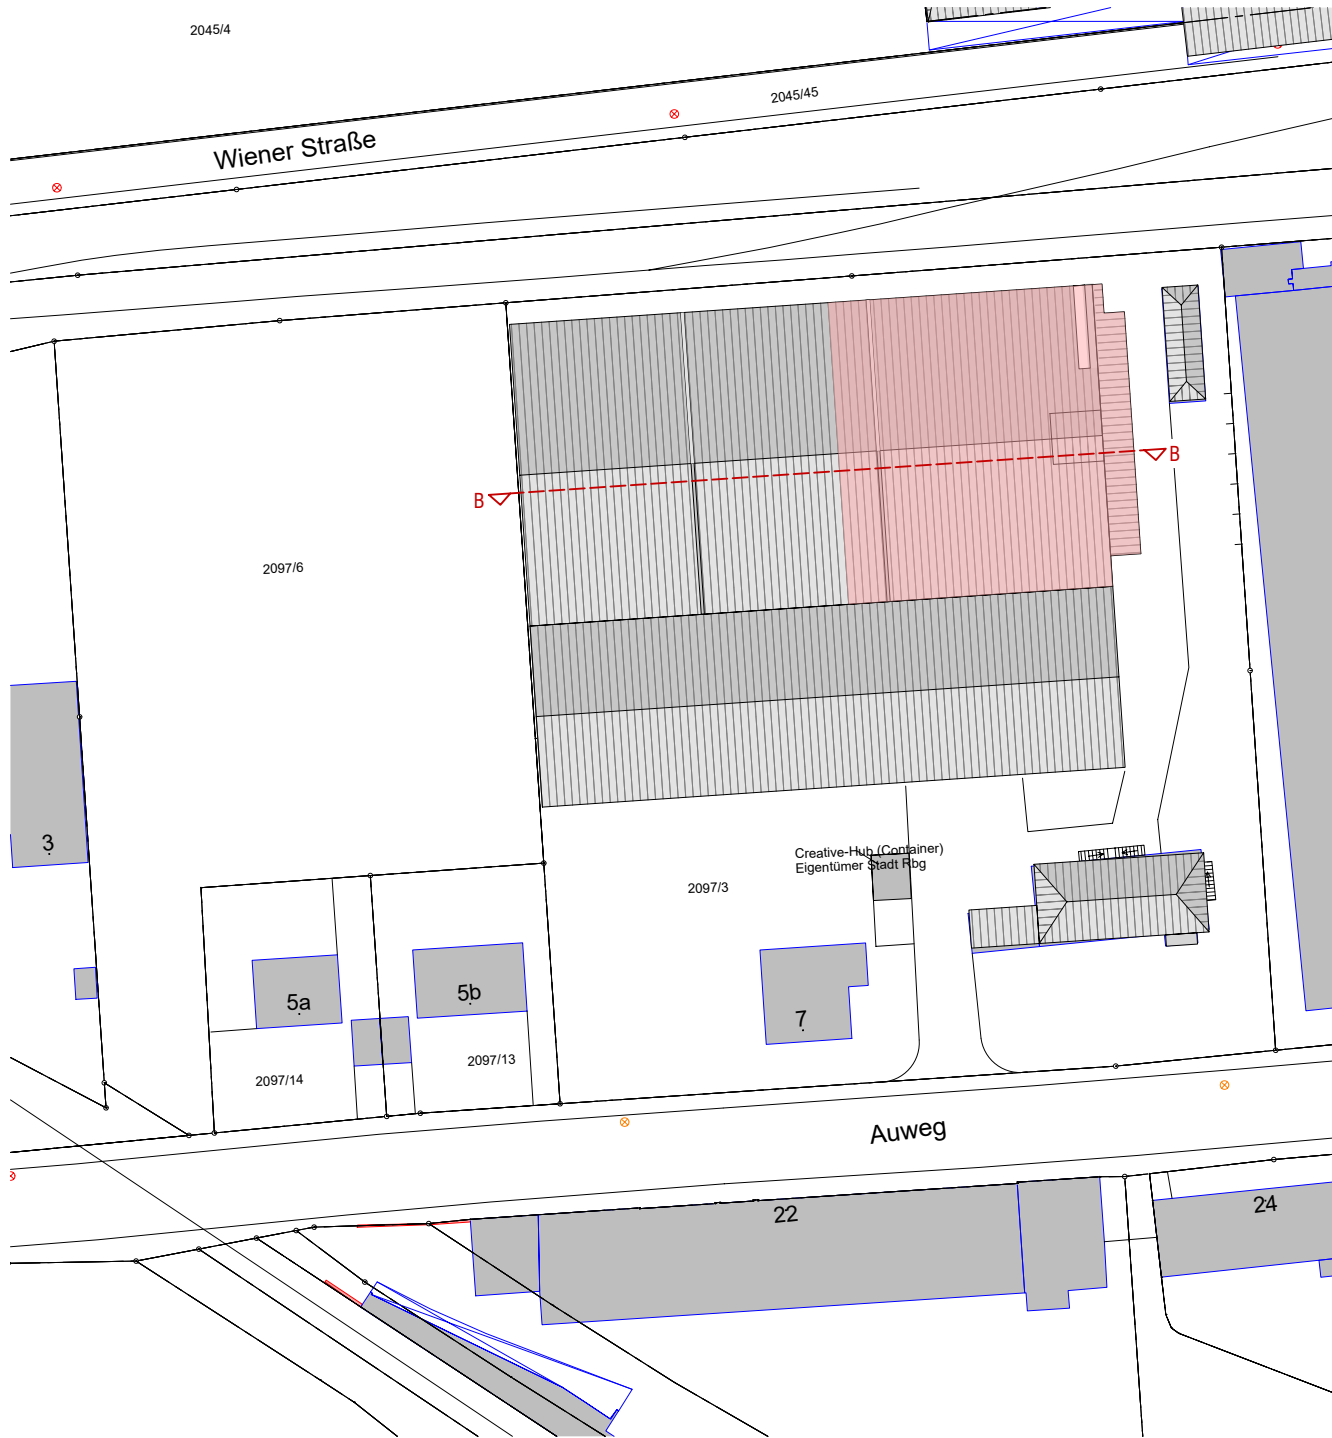 2045/4
2045/45
Wiener Straße
B
B
2097/6
3
Creative-Hub (Container)
Eigentümer Stadt Rbg
2097/3
5a
5b
7
2097/13
2097/14
Auweg
22
24